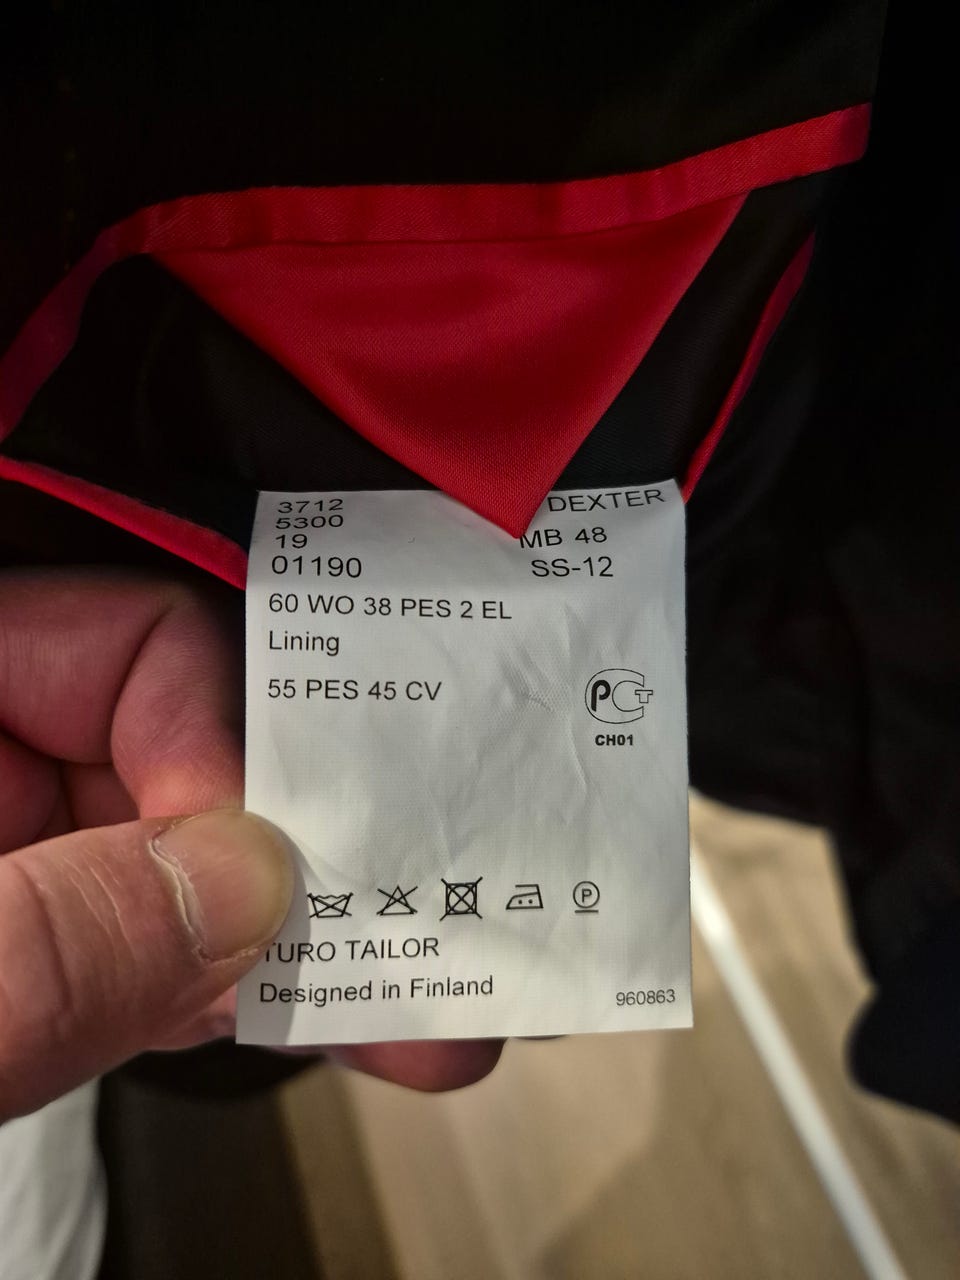 3712 DEXTER
5300
19 MB 48
01190 SS-12
60 WO 38 PES 2 EL
Lining
55 PES 45 CV
РСТ
CH01
P
TURO TAILOR
Designed in Finland
960863